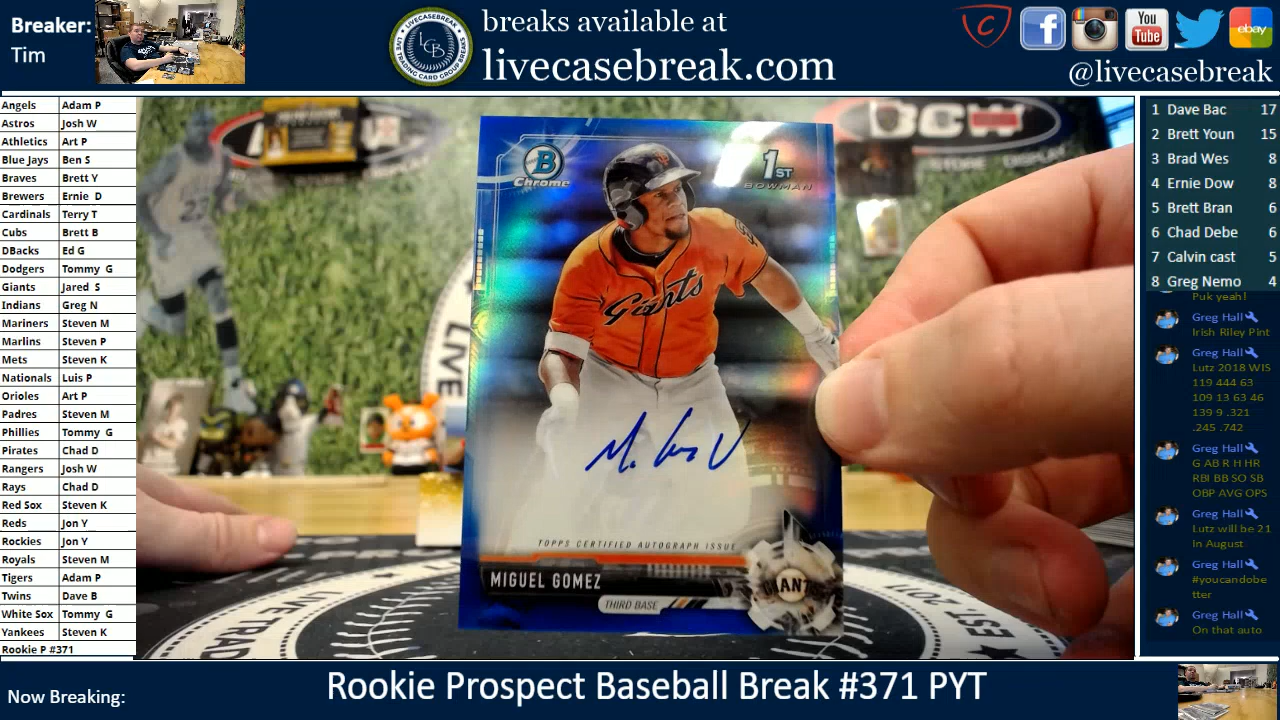 Breaker:
Tim
breaks available at
livecasebreak.com
@livecasebreak
You
Tube
ebay
LCB
Angels Adam P
Astros Josh W
Athletics Art P
Blue Jays Ben S
Braves Brett Y
Brewers Ernie D
Cardinals Terry T
Cubs Brett B
DBacks Ed G
Dodgers Tommy G
Giants Jared S
Indians Greg N
Mariners Steven M
Marlins Steven P
Mets Steven K
Nationals Luis P
Orioles Art P
Padres Steven M
Phillies Tommy G
Pirates Chad D
Rangers Josh W
Rays Chad D
Red Sox Steven K
Reds Jon Y
Rockies Jon Y
Royals Steven M
Tigers Adam P
Twins Dave B
White Sox Tommy G
Yankees Steven K
Rookie P #371
22
BCW
B
Chrome
1ST
BOWMAN
Giants
TOPPS CERTIFIED AUTOGRAPH ISSUE
MIGUEL GOMEZ
THIRD BASE
GIANTS
1 Dave Bac 17
2 Brett Youn 15
3 Brad Wes 8
4 Ernie Dow 8
5 Brett Bran 6
6 Chad Debe 6
7 Calvin cast 5
8 Greg Nemo 4
Puk yeah!
Greg Hall
Irish Riley Pint
Greg Hall
Lutz 2018 WIS
119 444 63
109 13 63 46
139 9 .321
.245 .742
Greg Hall
G AB R H HR
RBI BB SO SB
OBP AVG OPS
Greg Hall
Lutz will be 21
in August
Greg Hall
#youcandobe
tter
Greg Hall
On that auto
Now Breaking:
Rookie Prospect Baseball Break #371 PYT